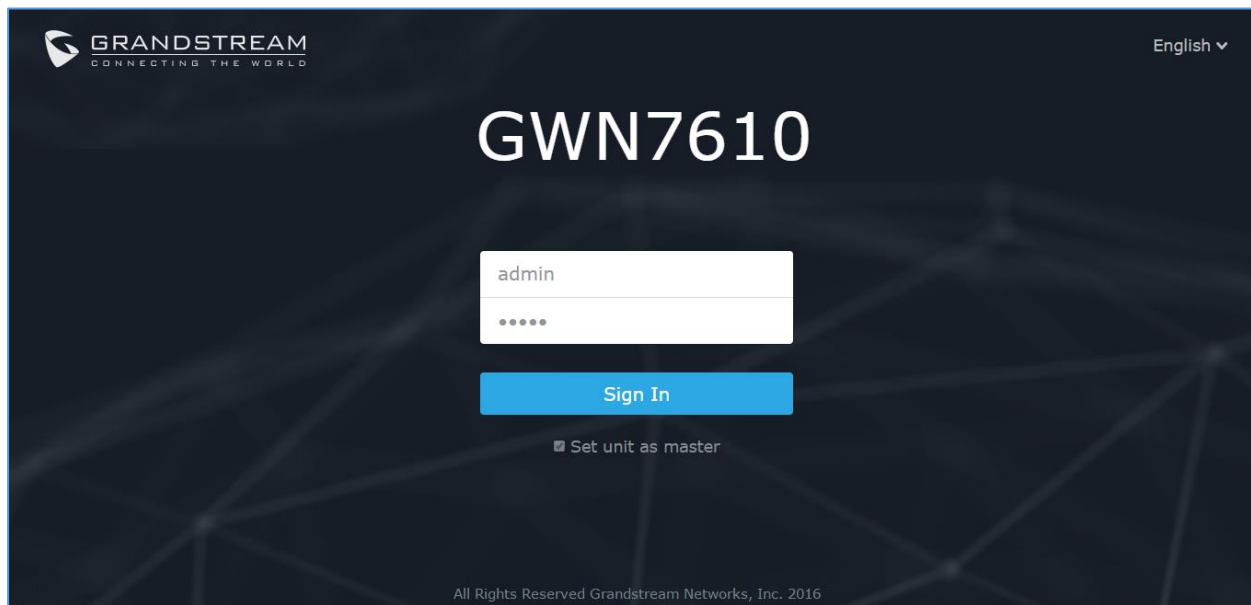 GRANDSTREAM
CONNECTING THE WORLD
English
GWN7610
admin
•••••
Sign In
Set unit as master
All Rights Reserved Grandstream Networks, Inc. 2016